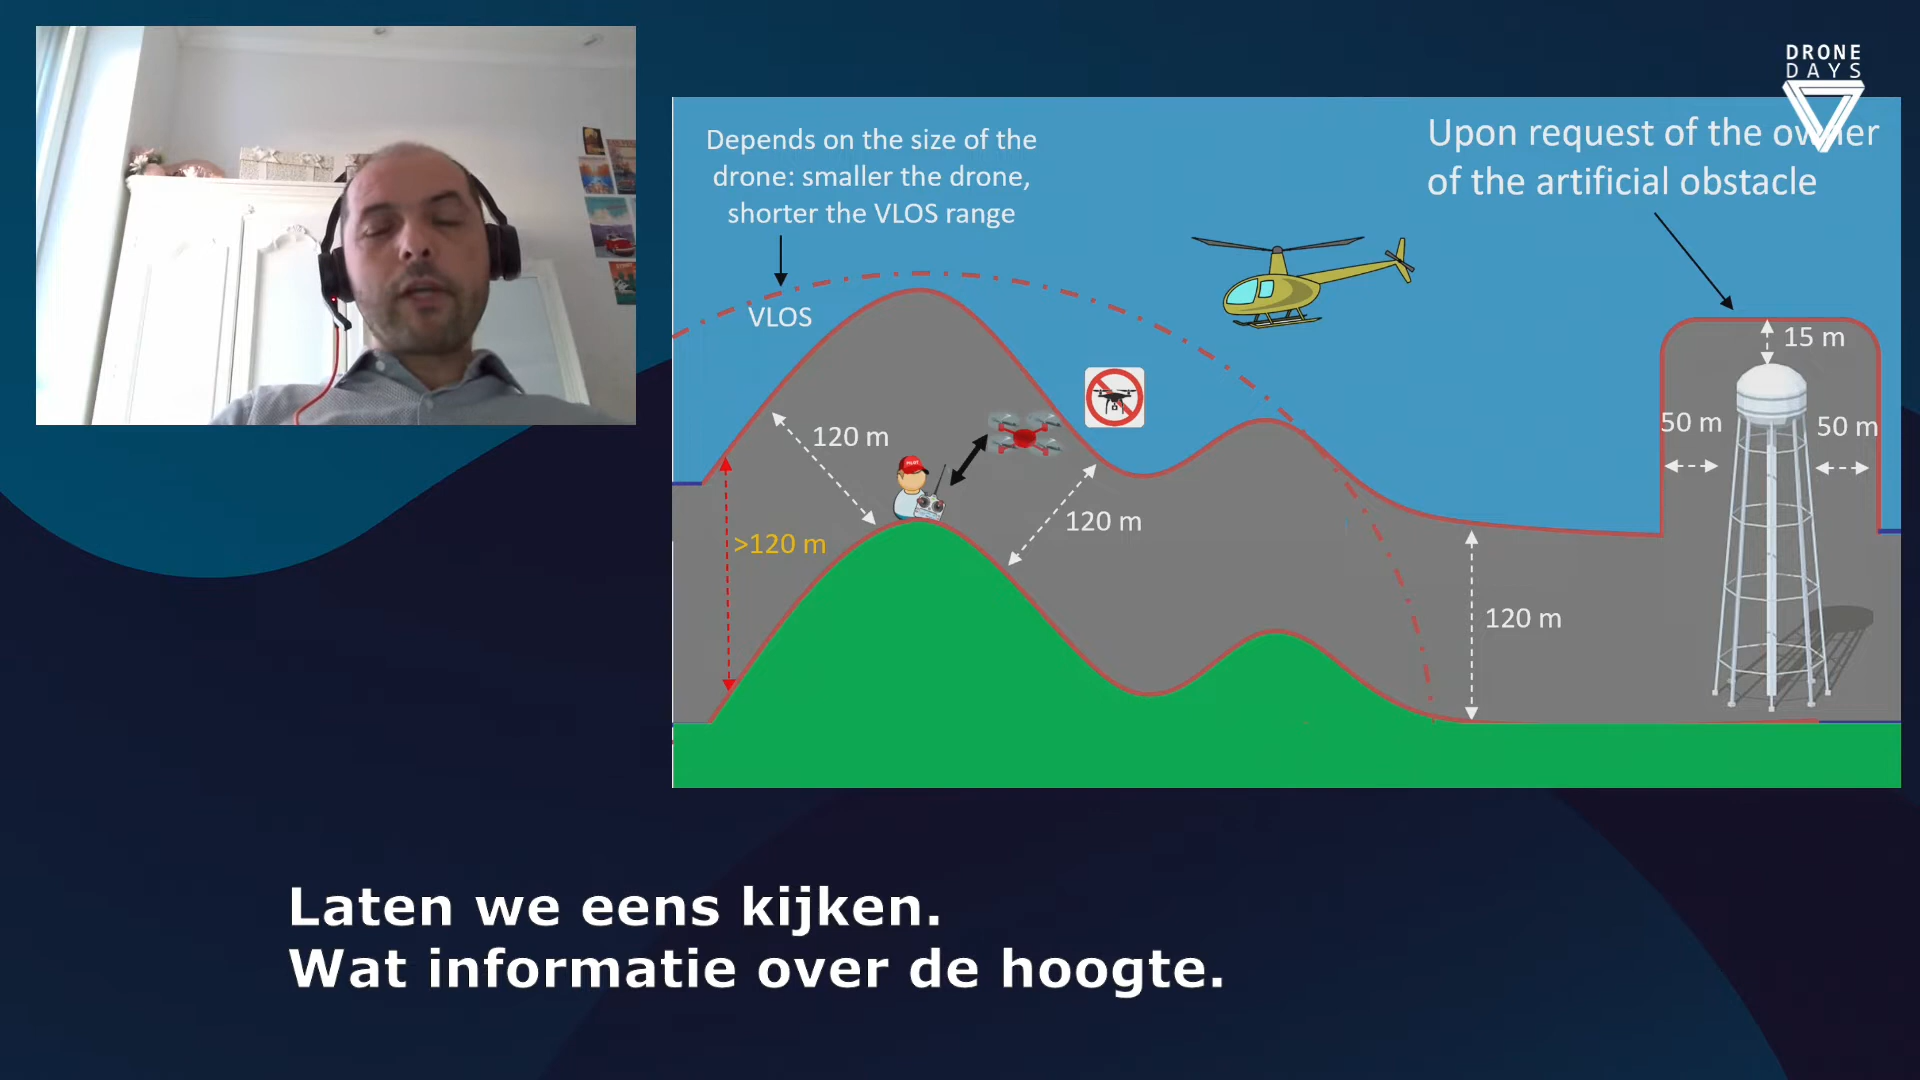 DRONE
DAYS
Depends on the size of the
drone: smaller the drone,
shorter the VLOS range
Upon request of the owner
of the artificial obstacle
VLOS
15 m
120 m
50 m
50 m
PILOT
>120 m
120 m
120 m
Laten we eens kijken.
Wat informatie over de hoogte.